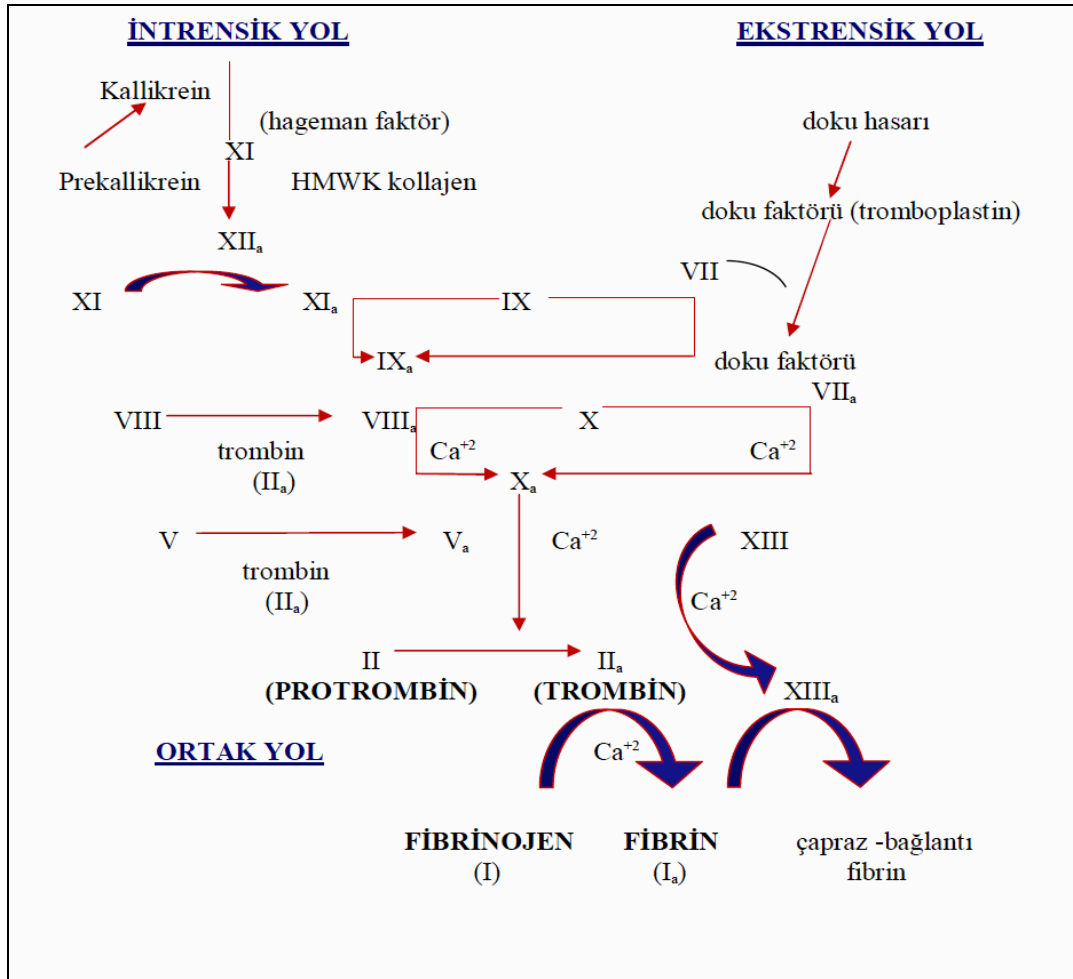 İNTRENSİK YOL
EKSTRENSİK YOL
Kallikrein
(hageman faktör)
doku hasarı
XI
Prekallikrein
HMWK kollajen
doku faktörü (tromboplastin)
XIIa
VII
XI
XIa
IX
IXa
doku faktörü
VIIa
VIII
VIIIa
X
trombin
(IIa)
Ca+2
Ca+2
Xa
V
Va
Ca+2
XIII
trombin
(IIa)
Ca+2
II
(PROTROMBİN)
IIa
(TROMBİN)
XIIIa
ORTAK YOL
Ca+2
FİBRİNOJEN
(I)
FİBRİN
(Ia)
çapraz -bağlantı
fibrin